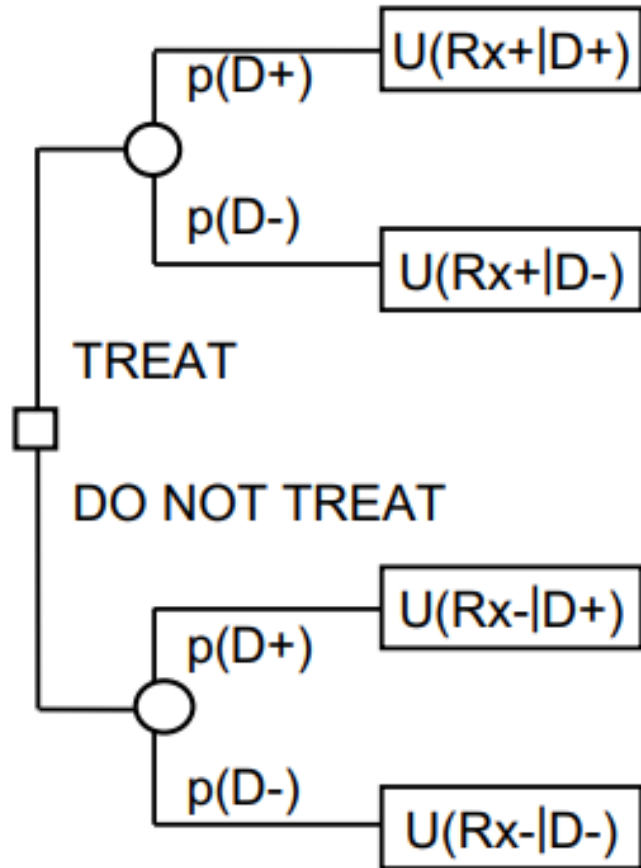 U(Rx+|D+)
p(D+)
p(D-)
U(Rx+|D-)
TREAT
DO NOT TREAT
U(Rx-|D+)
p(D+)
p(D-)
U(Rx-|D-)